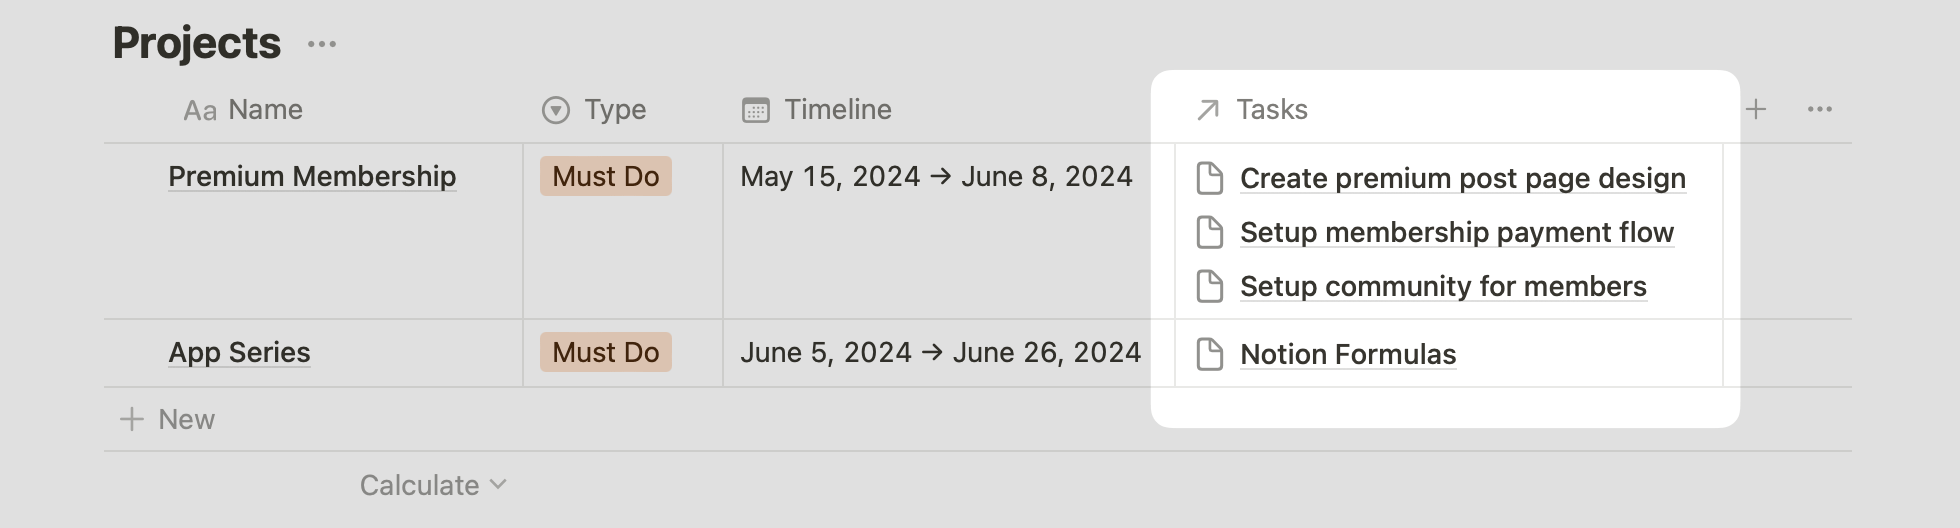 Projects ...
Aa Name Type Timeline Tasks
Premium Membership Must Do May 15, 2024 → June 8, 2024 Create premium post page design
Setup membership payment flow
Setup community for members
App Series Must Do June 5, 2024 → June 26, 2024 Notion Formulas
+ New
Calculate